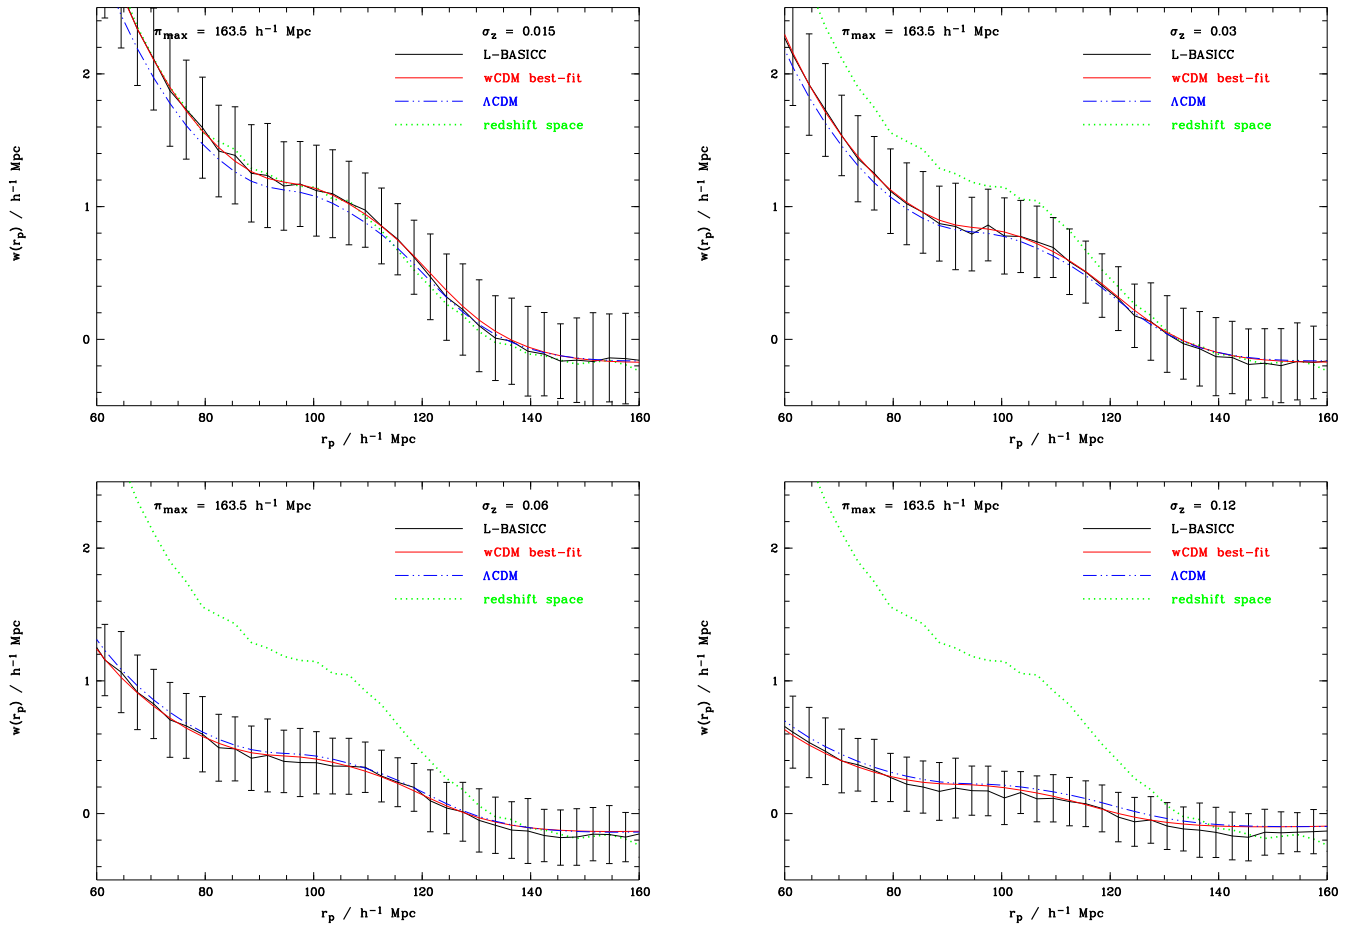 π_max = 163.5 h⁻¹ Mpc σ_z = 0.015
L-BASICC
wCDM best-fit
ΛCDM
redshift space
w(r_p) / h⁻¹ Mpc
2
1
0
60 80 100 120 140 160
r_p / h⁻¹ Mpc
π_max = 163.5 h⁻¹ Mpc σ_z = 0.03
L-BASICC
wCDM best-fit
ΛCDM
redshift space
w(r_p) / h⁻¹ Mpc
2
1
0
60 80 100 120 140 160
r_p / h⁻¹ Mpc
π_max = 163.5 h⁻¹ Mpc σ_z = 0.06
L-BASICC
wCDM best-fit
ΛCDM
redshift space
w(r_p) / h⁻¹ Mpc
2
1
0
60 80 100 120 140 160
r_p / h⁻¹ Mpc
π_max = 163.5 h⁻¹ Mpc σ_z = 0.12
L-BASICC
wCDM best-fit
ΛCDM
redshift space
w(r_p) / h⁻¹ Mpc
2
1
0
60 80 100 120 140 160
r_p / h⁻¹ Mpc